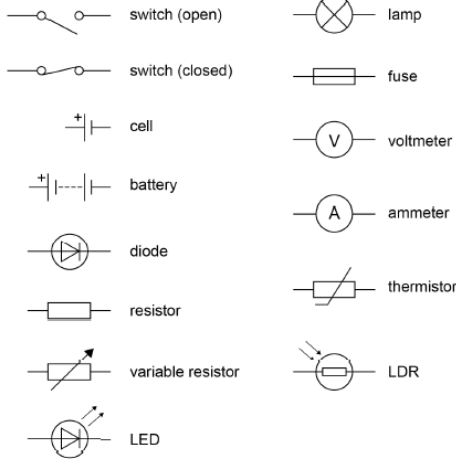 switch (open)
switch (closed)
+ cell
+ battery
diode
resistor
variable resistor
LED
lamp
fuse
V voltmeter
A ammeter
thermistor
LDR